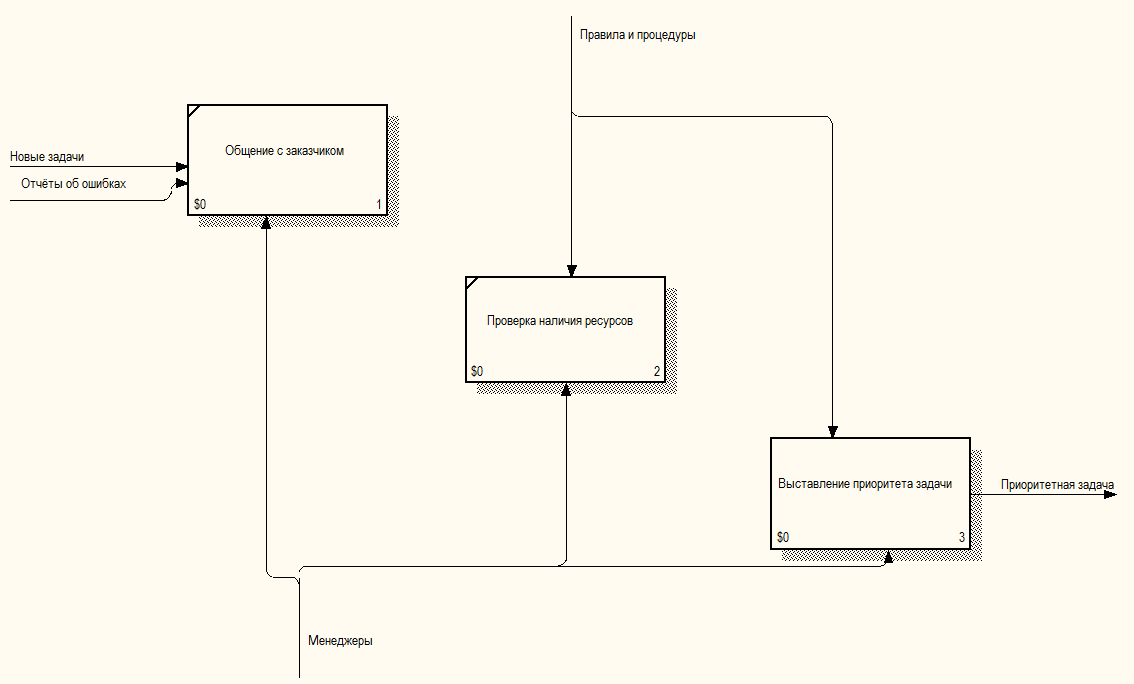 Правила и процедуры
Общение с заказчиком
Новые задачи
Отчёты об ошибках
$0 1
Проверка наличия ресурсов
$0 2
Выставление приоритета задачи
Приоритетная задача
$0 3
Менеджеры